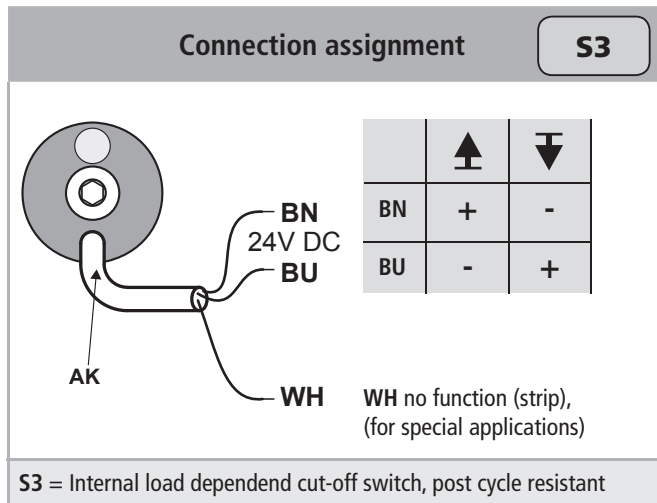 Connection assignment
S3
BN
24V DC
BU
AK
WH
BN + -
BU - +
WH no function (strip),
(for special applications)
S3 = Internal load dependend cut-off switch, post cycle resistant